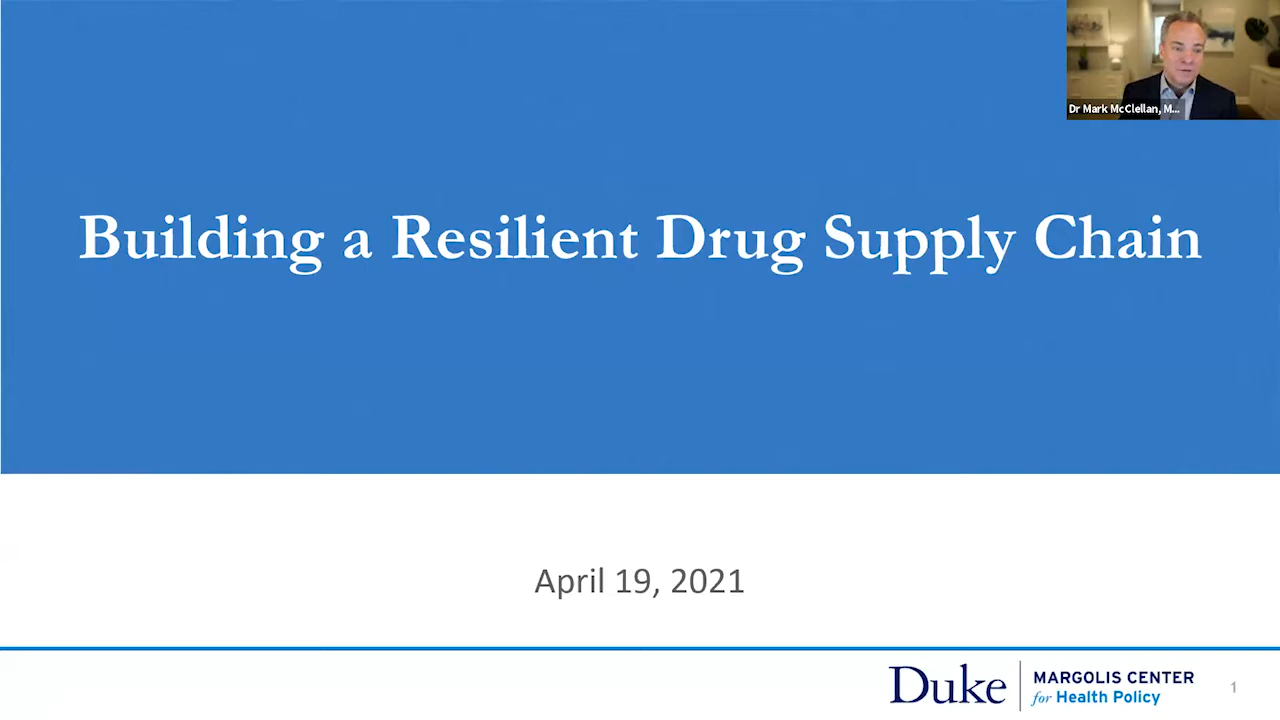 Dr Mark McClellan, M...
Building a Resilient Drug Supply Chain
April 19, 2021
Duke
MARGOLIS CENTER
for Health Policy
1